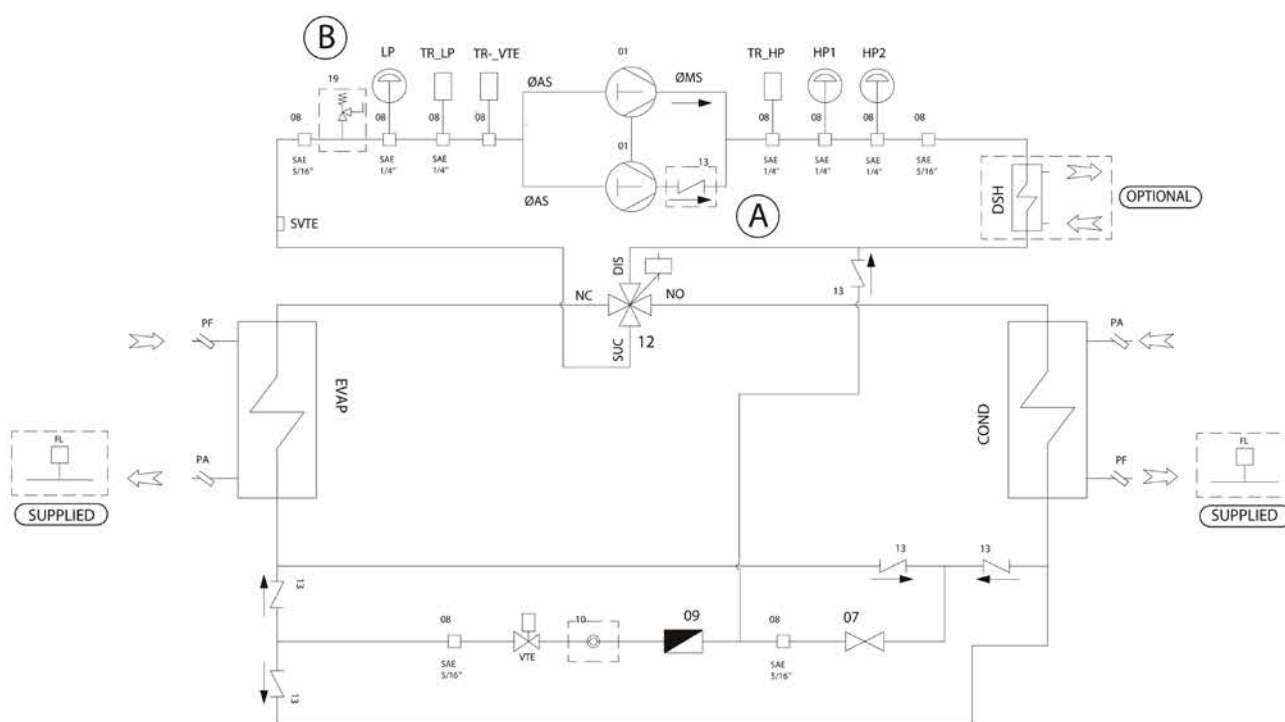 B
LP
TR_LP
TR-_VTE
01
TR_HP
HP1
HP2
19
ØAS
ØMS
08
08
08
08
08
08
08
08
SAE
5/16"
SAE
1/4"
SAE
1/4"
01
13
SAE
1/4"
SAE
1/4"
SAE
1/4"
SAE
5/16"
ØAS
A
DSH
OPTIONAL
SVTE
DIS
13
NC
NO
SUC
12
PF
PA
EVAP
COND
FL
PA
PF
FL
SUPPLIED
SUPPLIED
13
13
13
08
10
09
08
07
VTE
SAE
5/16"
SAE
5/16"
13